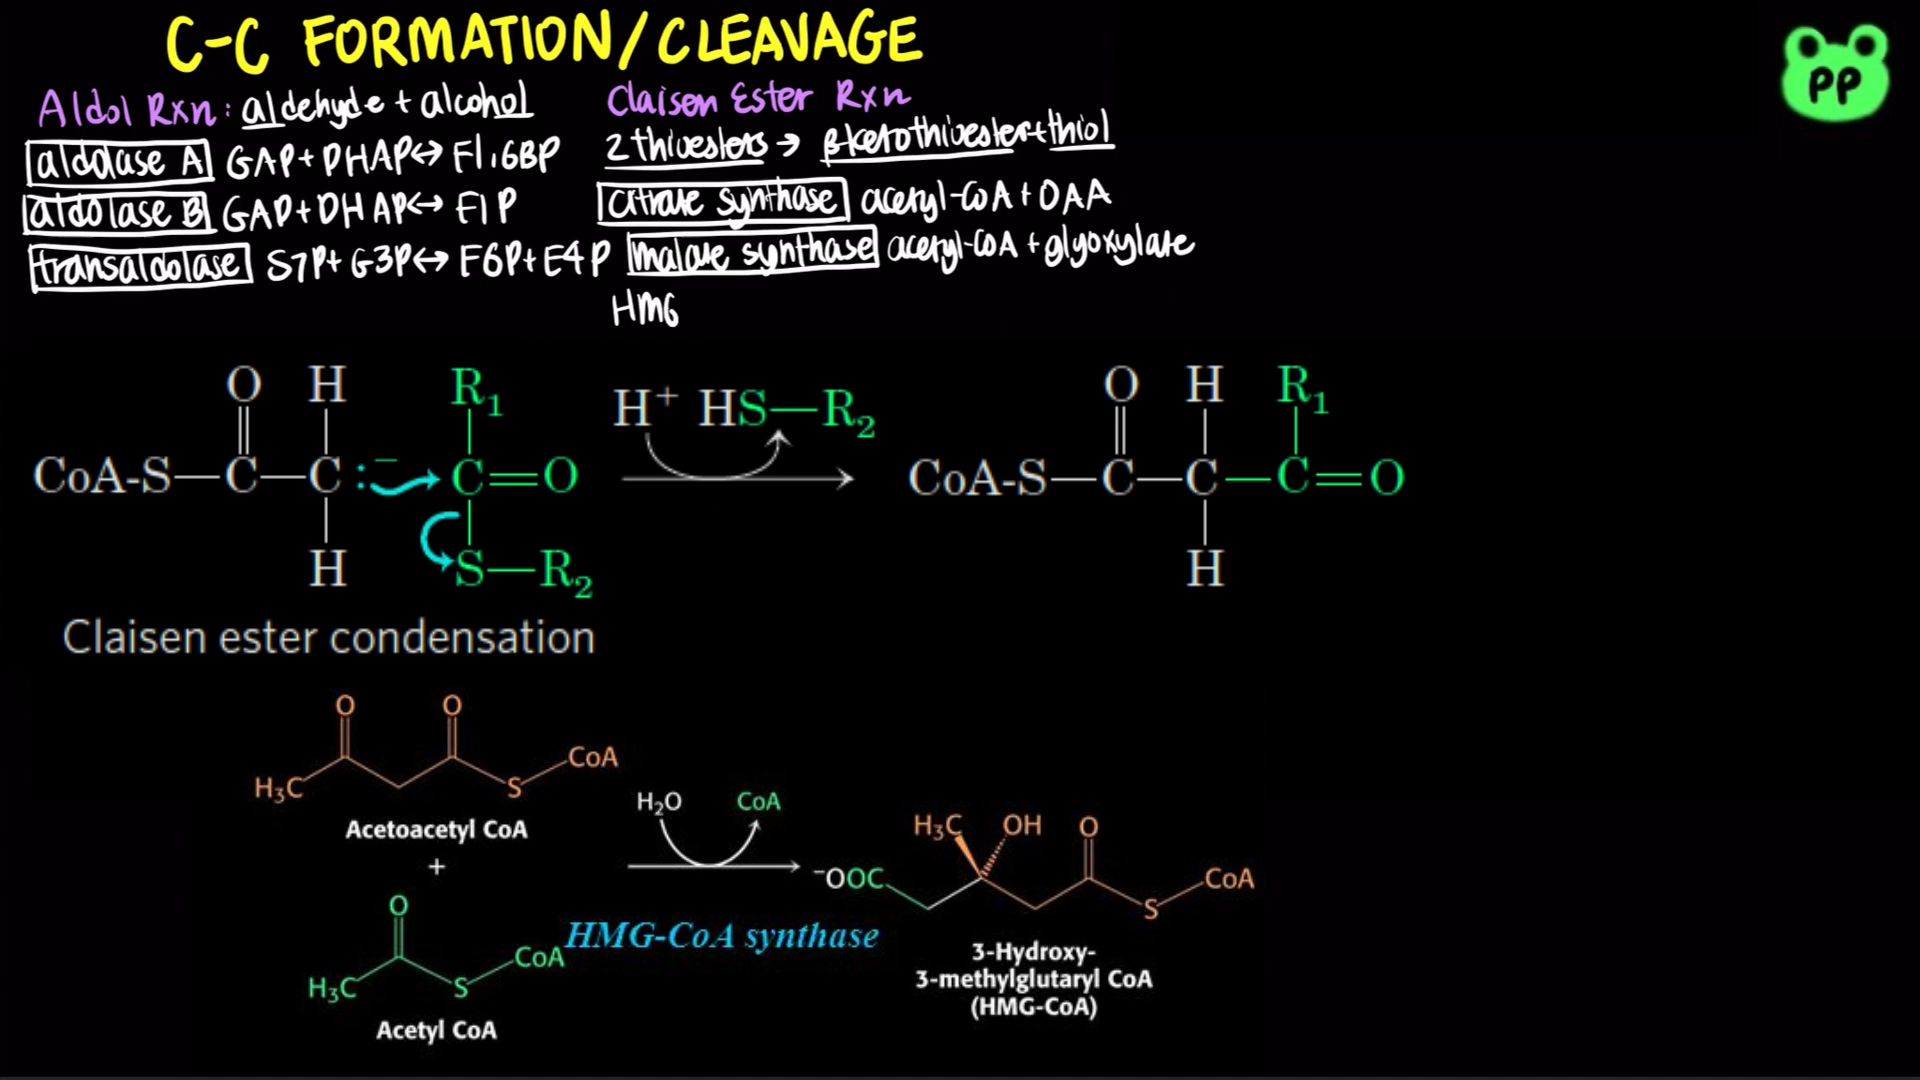 C-C FORMATION/CLEAVAGE
PP
Aldol Rxn: aldehyde + alcohol
aldolase A GAP + DHAP ↔ F1,6BP
aldolase B GAP + DHAP ↔ F1P
transaldolase S7P + G3P ↔ F6P + E4P
Claisen Ester Rxn
2 thioesters → β-ketothioester + thiol
citrate synthase acetyl-CoA + OAA
malate synthase acetyl-CoA + glyoxylate
HMG
O H R₁ H⁺ HS—R₂ O H R₁
CoA-S—C—C:⁻ C=O CoA-S—C—C—C=O
H S—R₂ H
Claisen ester condensation
O O
H₃C S CoA
Acetoacetyl CoA
+
O
H₃C S CoA
Acetyl CoA
H₂O CoA
HMG-CoA synthase
H₃C OH O
⁻OOC S CoA
3-Hydroxy-
3-methylglutaryl CoA
(HMG-CoA)